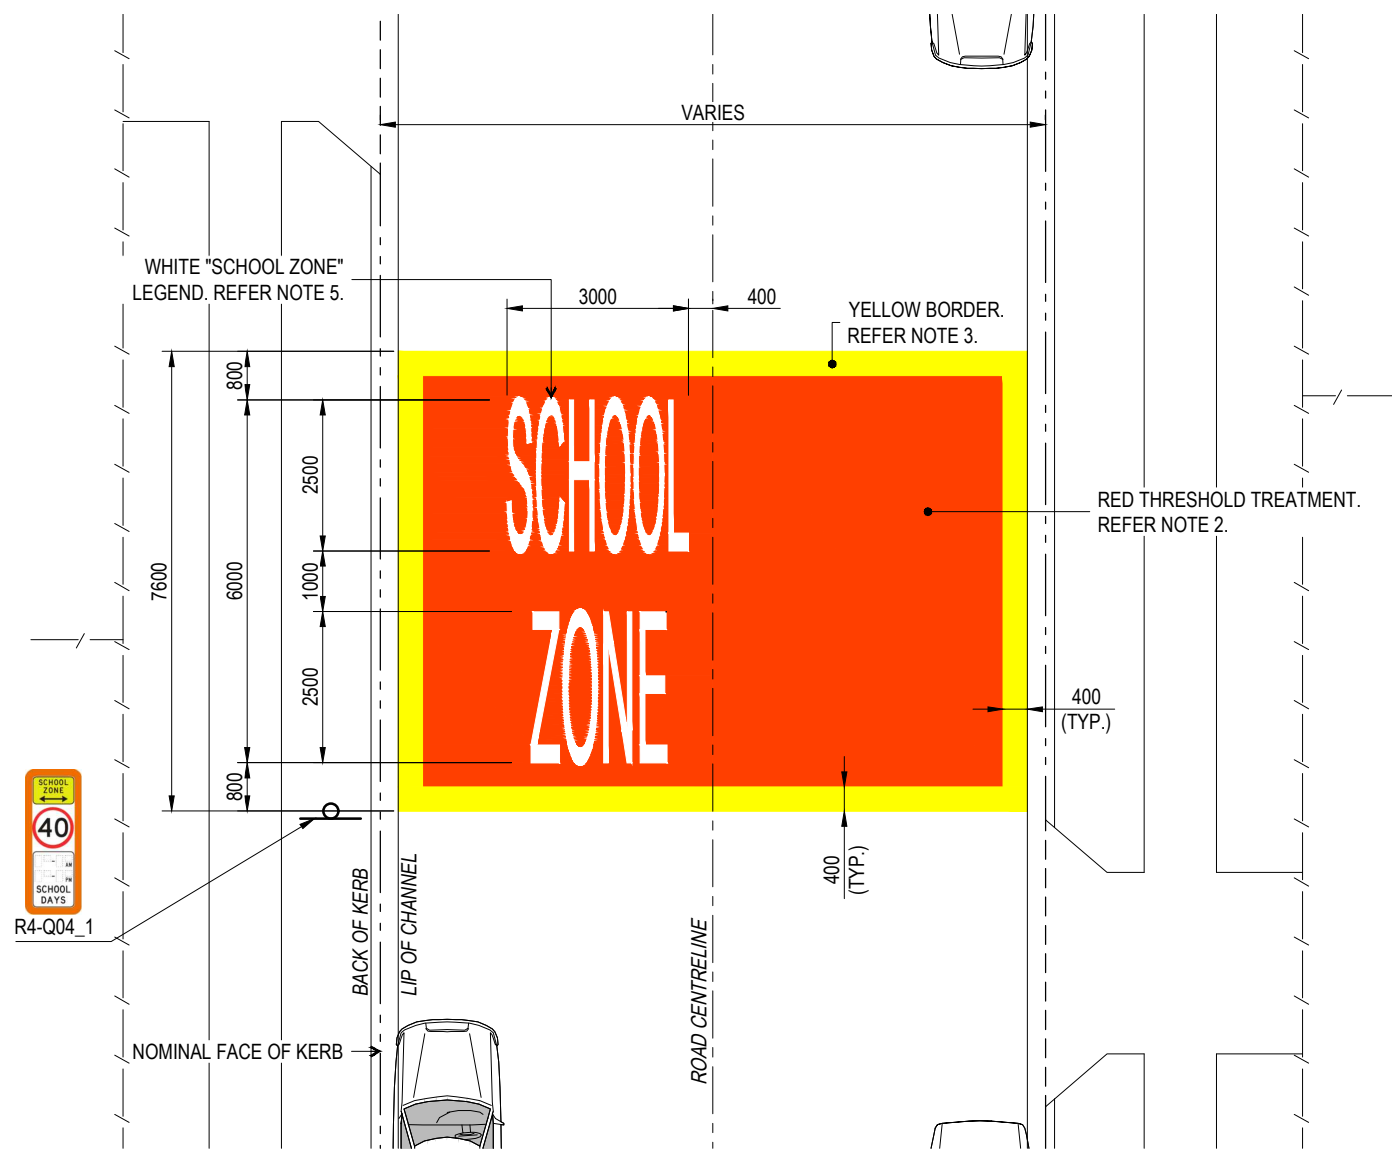 VARIES
WHITE "SCHOOL ZONE"
LEGEND. REFER NOTE 5.
3000
400
YELLOW BORDER.
REFER NOTE 3.
800
2500
SCHOOL
RED THRESHOLD TREATMENT.
REFER NOTE 2.
7600
6000
1000
ZONE
2500
400
(TYP.)
800
SCHOOL
ZONE
40
AM
PM
SCHOOL
DAYS
R4-Q04_1
400
(TYP.)
BACK OF KERB
LIP OF CHANNEL
ROAD CENTRELINE
NOMINAL FACE OF KERB